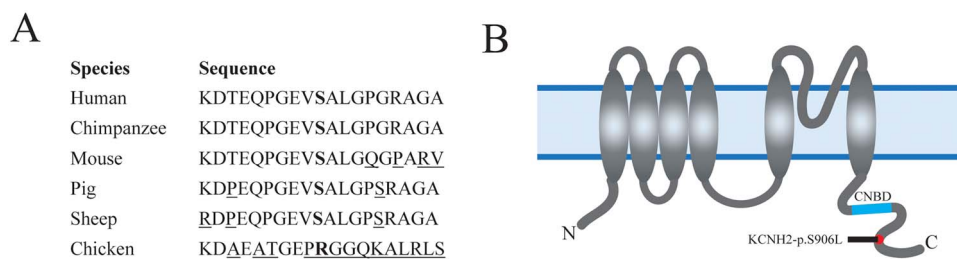 A
Species Sequence
Human KDTEQPGEVSALGPGRAGA
Chimpanzee KDTEQPGEVSALGPGRAGA
Mouse KDTEQPGEVSALGQGPARV
Pig KDPEQPGEVSALGPSRAGA
Sheep RDPEQPGEVSALGPSRAGA
Chicken KDAEATGEPRGGQKALRLS
B
CNBD
N
KCNH2-p.S906L
C